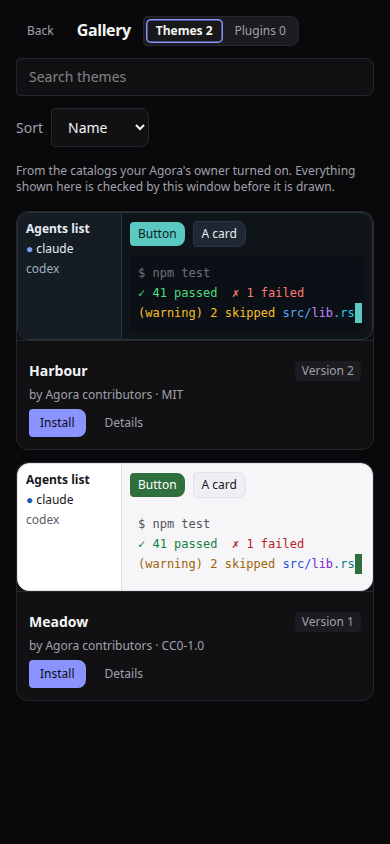 Back Gallery Themes 2 Plugins 0
Search themes
Sort Name
From the catalogs your Agora's owner turned on. Everything
shown here is checked by this window before it is drawn.
Agents list Button A card
● claude
codex
$ npm test
✓ 41 passed ✗ 1 failed
(warning) 2 skipped src/lib.rs
Harbour Version 2
by Agora contributors · MIT
Install Details
Agents list Button A card
● claude
codex
$ npm test
✓ 41 passed ✗ 1 failed
(warning) 2 skipped src/lib.rs
Meadow Version 1
by Agora contributors · CC0-1.0
Install Details